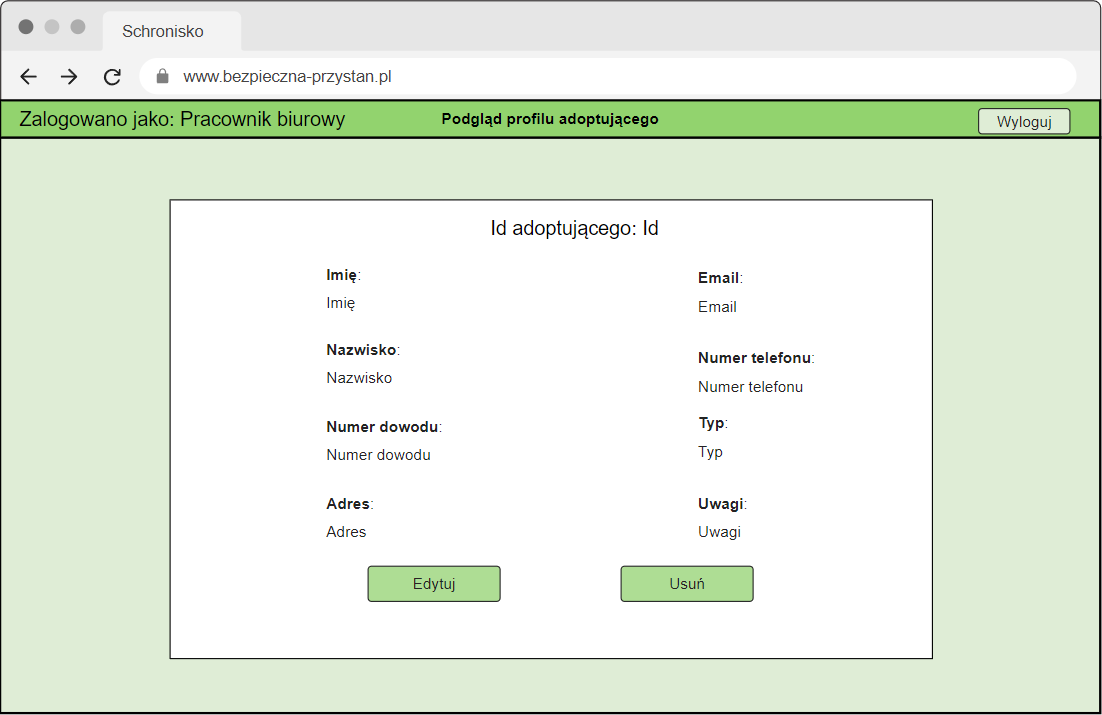 Schronisko
www.bezpieczna-przystan.pl
Zalogowano jako: Pracownik biurowy
Podgląd profilu adoptującego
Wyloguj
Id adoptującego: Id
Imię:
Imię
Email:
Email
Nazwisko:
Nazwisko
Numer telefonu:
Numer telefonu
Numer dowodu:
Numer dowodu
Typ:
Typ
Adres:
Adres
Uwagi:
Uwagi
Edytuj
Usuń